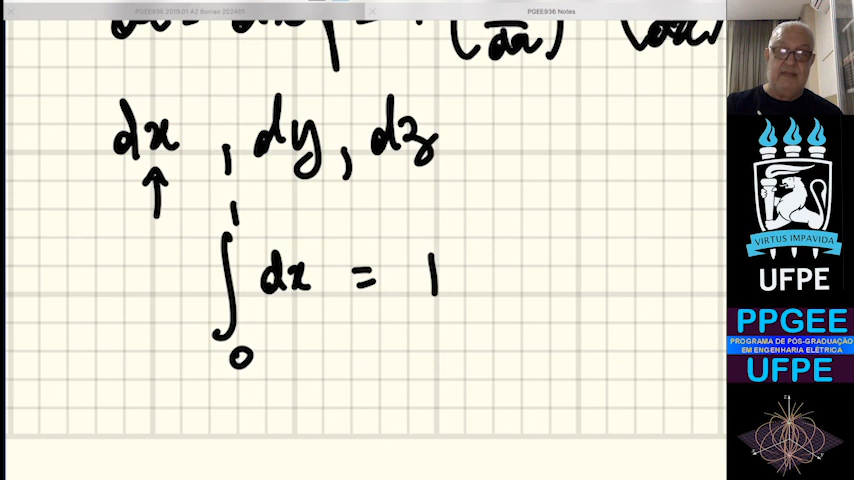 PGEE936 2019.01 A2 Bornae 202401
PGEE936 Notes
dx , dy, dz
↑
∫₀¹ dx = 1
VIRTUS IMPAVIDA
UFPE
PPGEE
PROGRAMA DE PÓS-GRADUAÇÃO
EM ENGENHARIA ELÉTRICA
UFPE